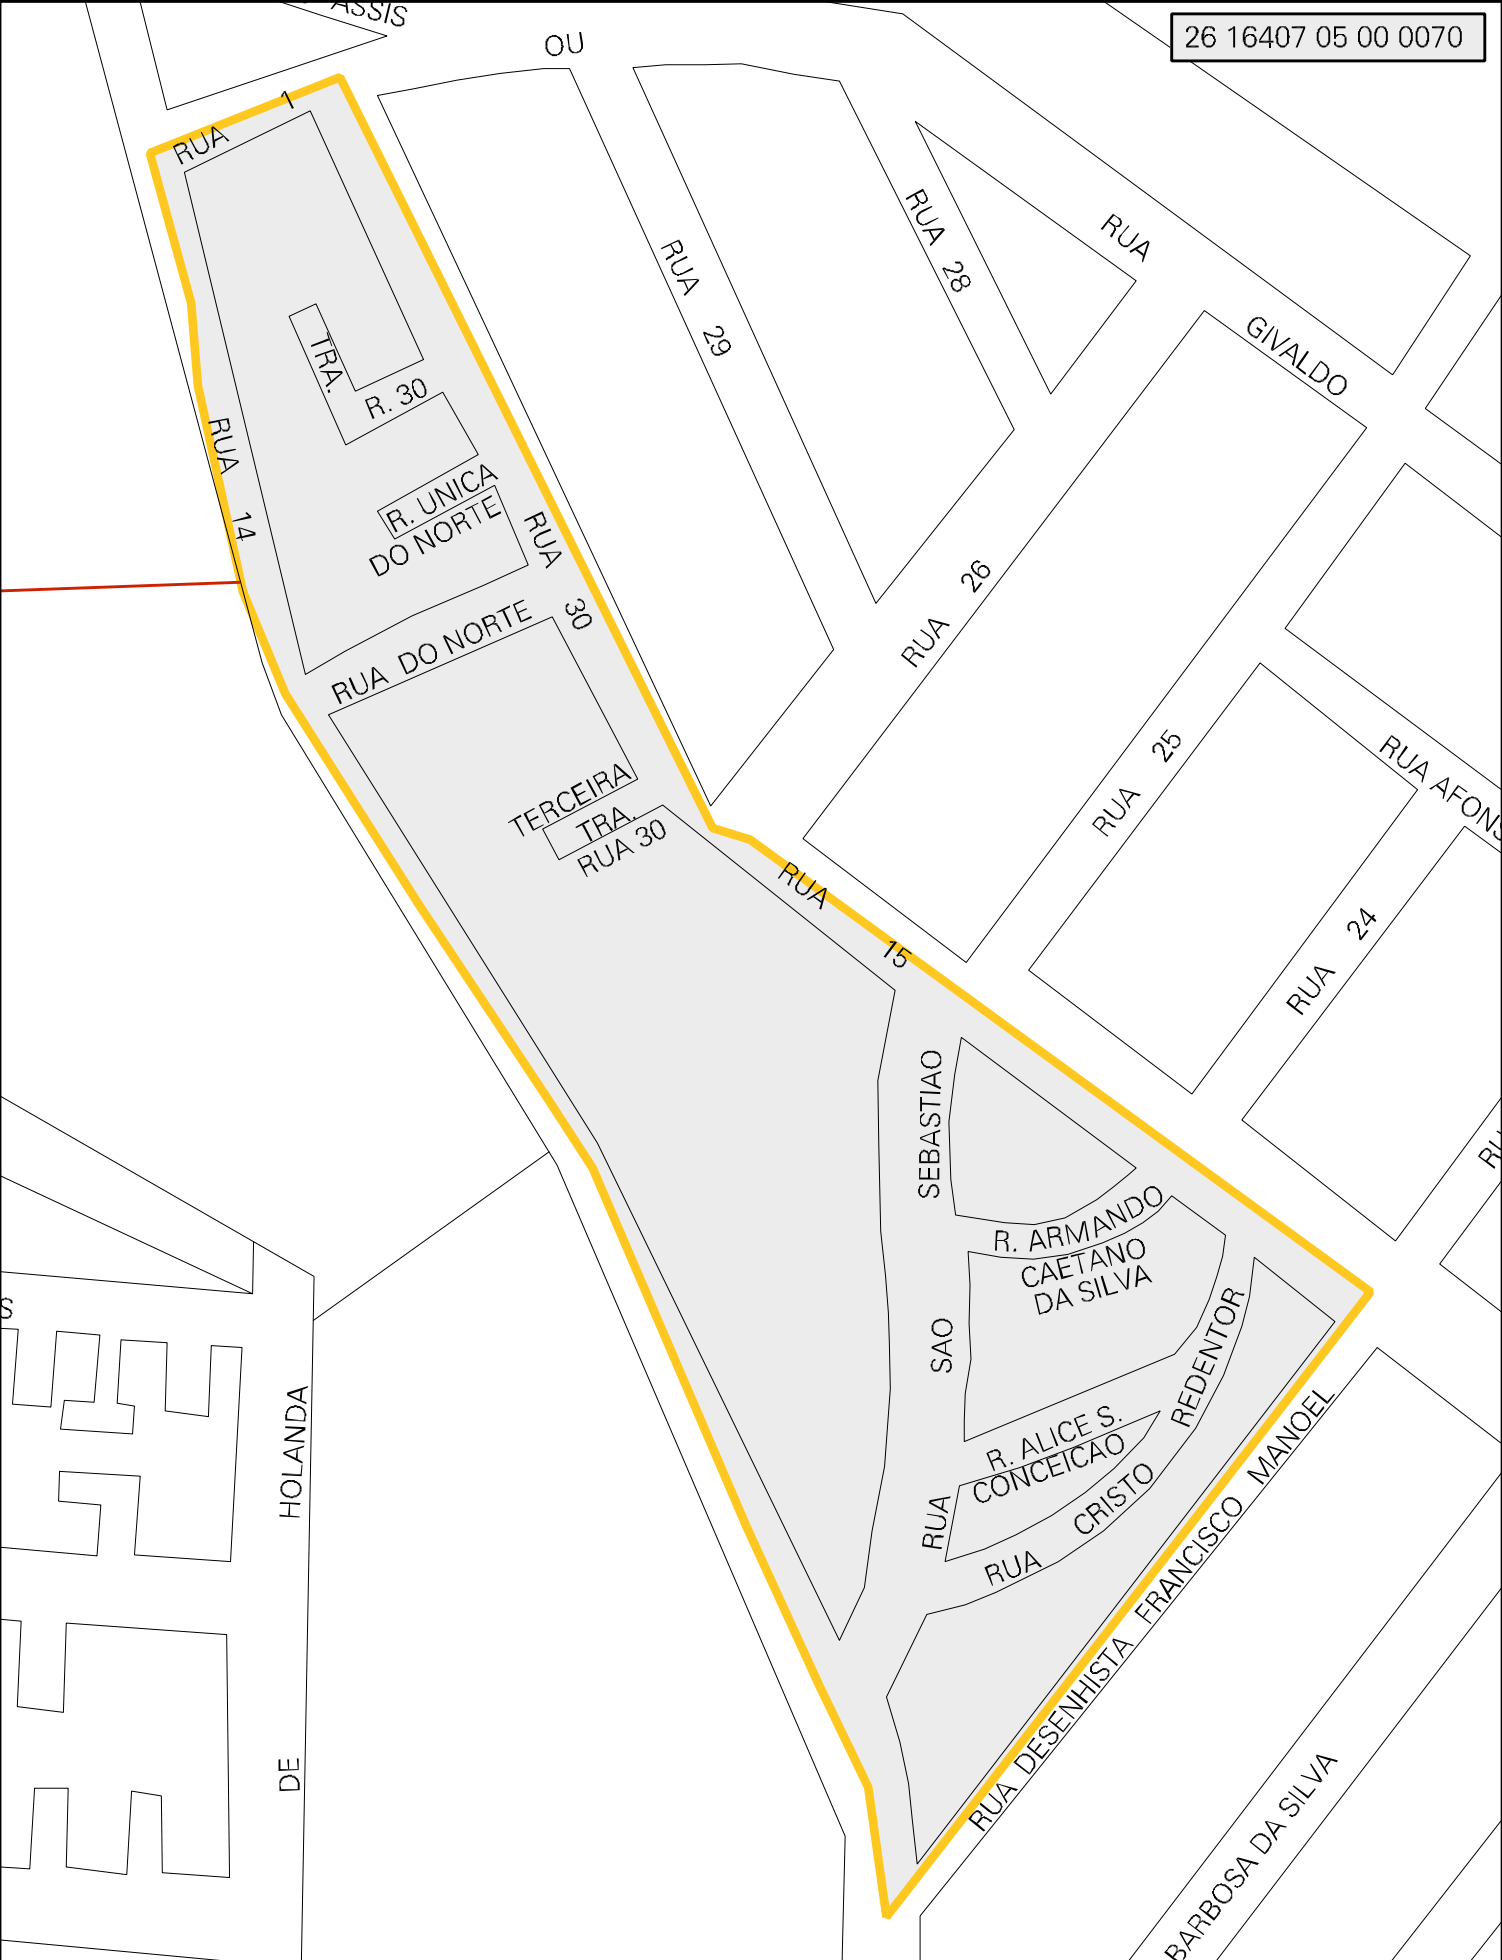 ASSIS
OU
26 16407 05 00 0070
RUA 1
RUA 29
RUA 28
RUA
GIVALDO
TRA.
R. 30
RUA 14
R. UNICA
DO NORTE
RUA 30
RUA DO NORTE
RUA 26
RUA 25
RUA AFONS
TERCEIRA
TRA.
RUA 30
RUA 15
RUA 24
RU
SEBASTIAO
SAO
RUA
R. ARMANDO
CAETANO
DA SILVA
REDENTOR
CRISTO
RUA
R. ALICE S.
CONCEICAO
S
HOLANDA
DE
RUA DESENHISTA FRANCISCO MANOEL
BARBOSA DA SILVA